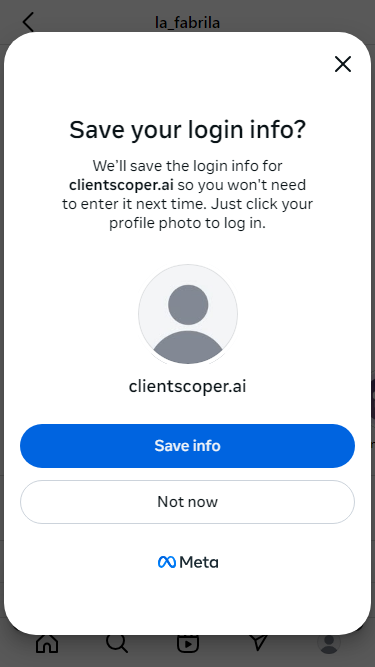 la_fabrila
Save your login info?
We'll save the login info for
clientscoper.ai so you won't need
to enter it next time. Just click your
profile photo to log in.
clientscoper.ai
Save info
Not now
Meta